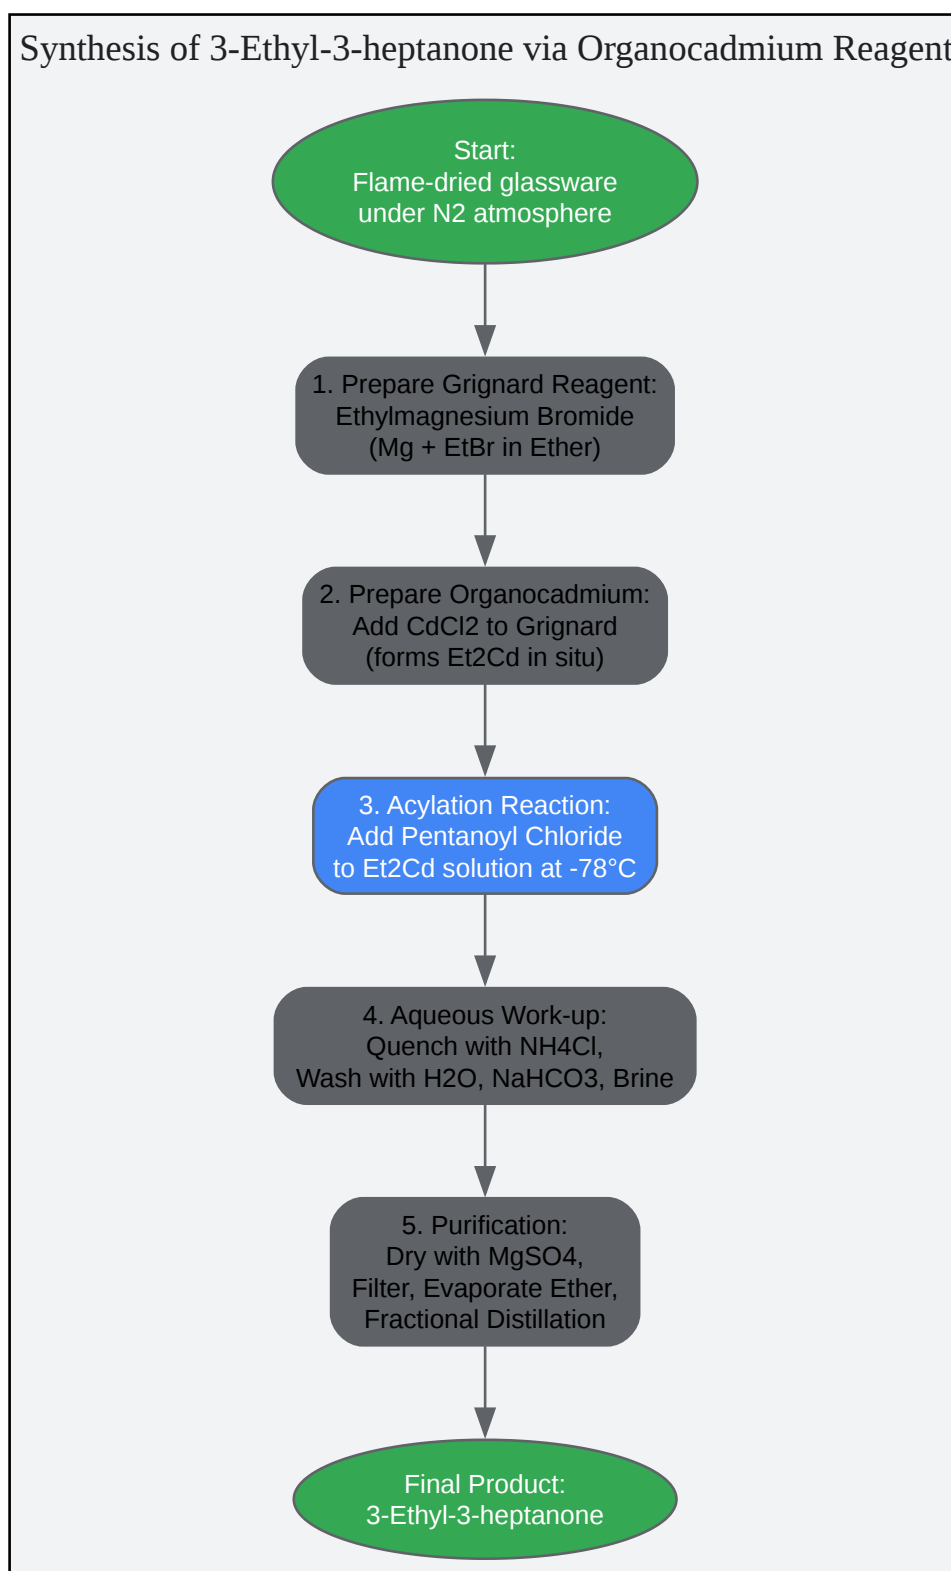 Synthesis of 3-Ethyl-3-heptanone via Organocadmium Reagent
Start:
Flame-dried glassware
under N2 atmosphere
1. Prepare Grignard Reagent:
Ethylmagnesium Bromide
(Mg + EtBr in Ether)
2. Prepare Organocadmium:
Add CdCl2 to Grignard
(forms Et2Cd in situ)
3. Acylation Reaction:
Add Pentanoyl Chloride
to Et2Cd solution at -78°C
4. Aqueous Work-up:
Quench with NH4Cl,
Wash with H2O, NaHCO3, Brine
5. Purification:
Dry with MgSO4,
Filter, Evaporate Ether,
Fractional Distillation
Final Product:
3-Ethyl-3-heptanone